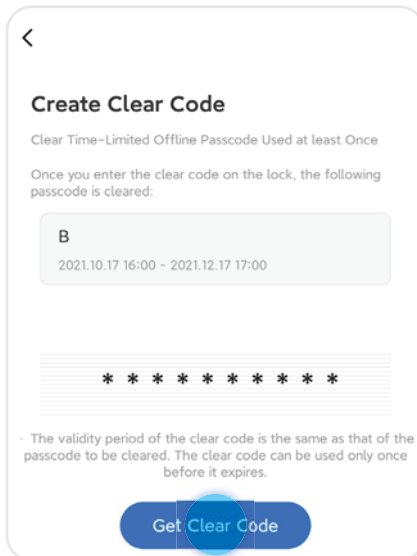 Create Clear Code
Clear Time-Limited Offline Passcode Used at least Once
Once you enter the clear code on the lock, the following
passcode is cleared:
B
2021.10.17 16:00 - 2021.12.17 17:00
* * * * * * * * * *
· The validity period of the clear code is the same as that of the
passcode to be cleared. The clear code can be used only once
before it expires.
Get Clear Code